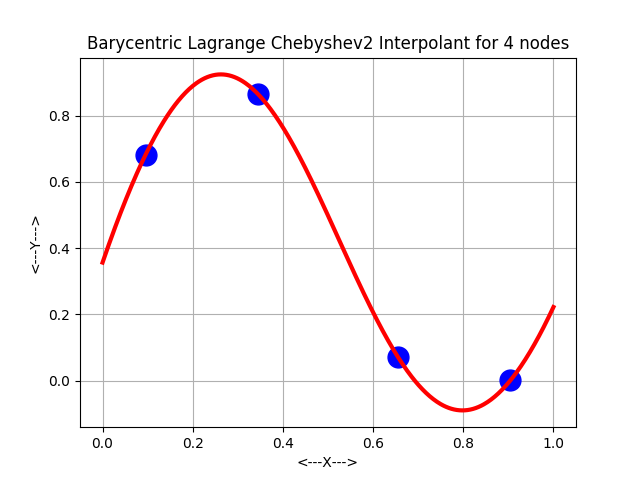 Barycentric Lagrange Chebyshev2 Interpolant for 4 nodes
0.8
0.6
0.4
0.2
0.0
<---Y--->
0.0 0.2 0.4 0.6 0.8 1.0
<---X--->